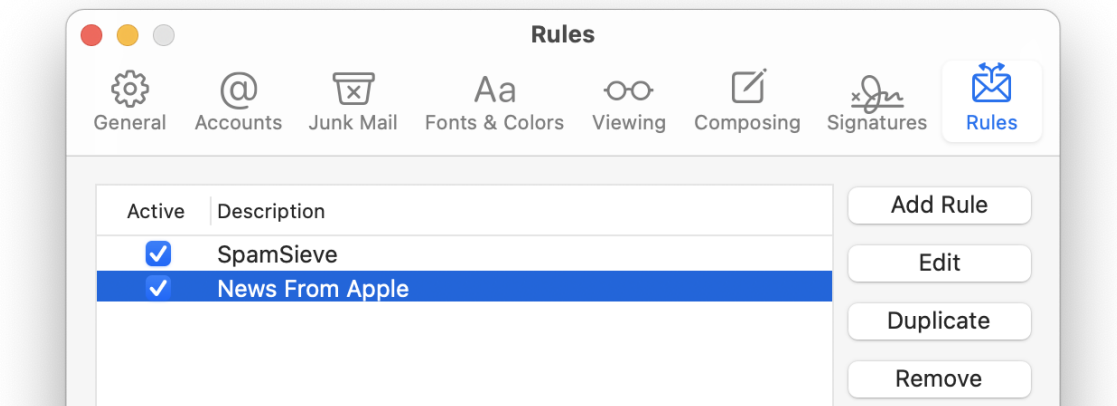 Rules
General Accounts Junk Mail Fonts & Colors Viewing Composing Signatures Rules
Active Description
SpamSieve
News From Apple
Add Rule
Edit
Duplicate
Remove